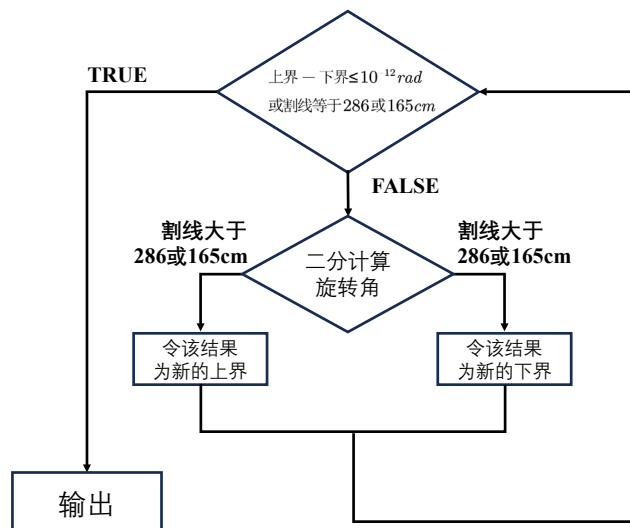 TRUE
上界 − 下界≤10⁻¹²rad
或割线等于286或165cm
FALSE
割线大于
286或165cm
二分计算
旋转角
割线大于
286或165cm
令该结果
为新的上界
令该结果
为新的下界
输出